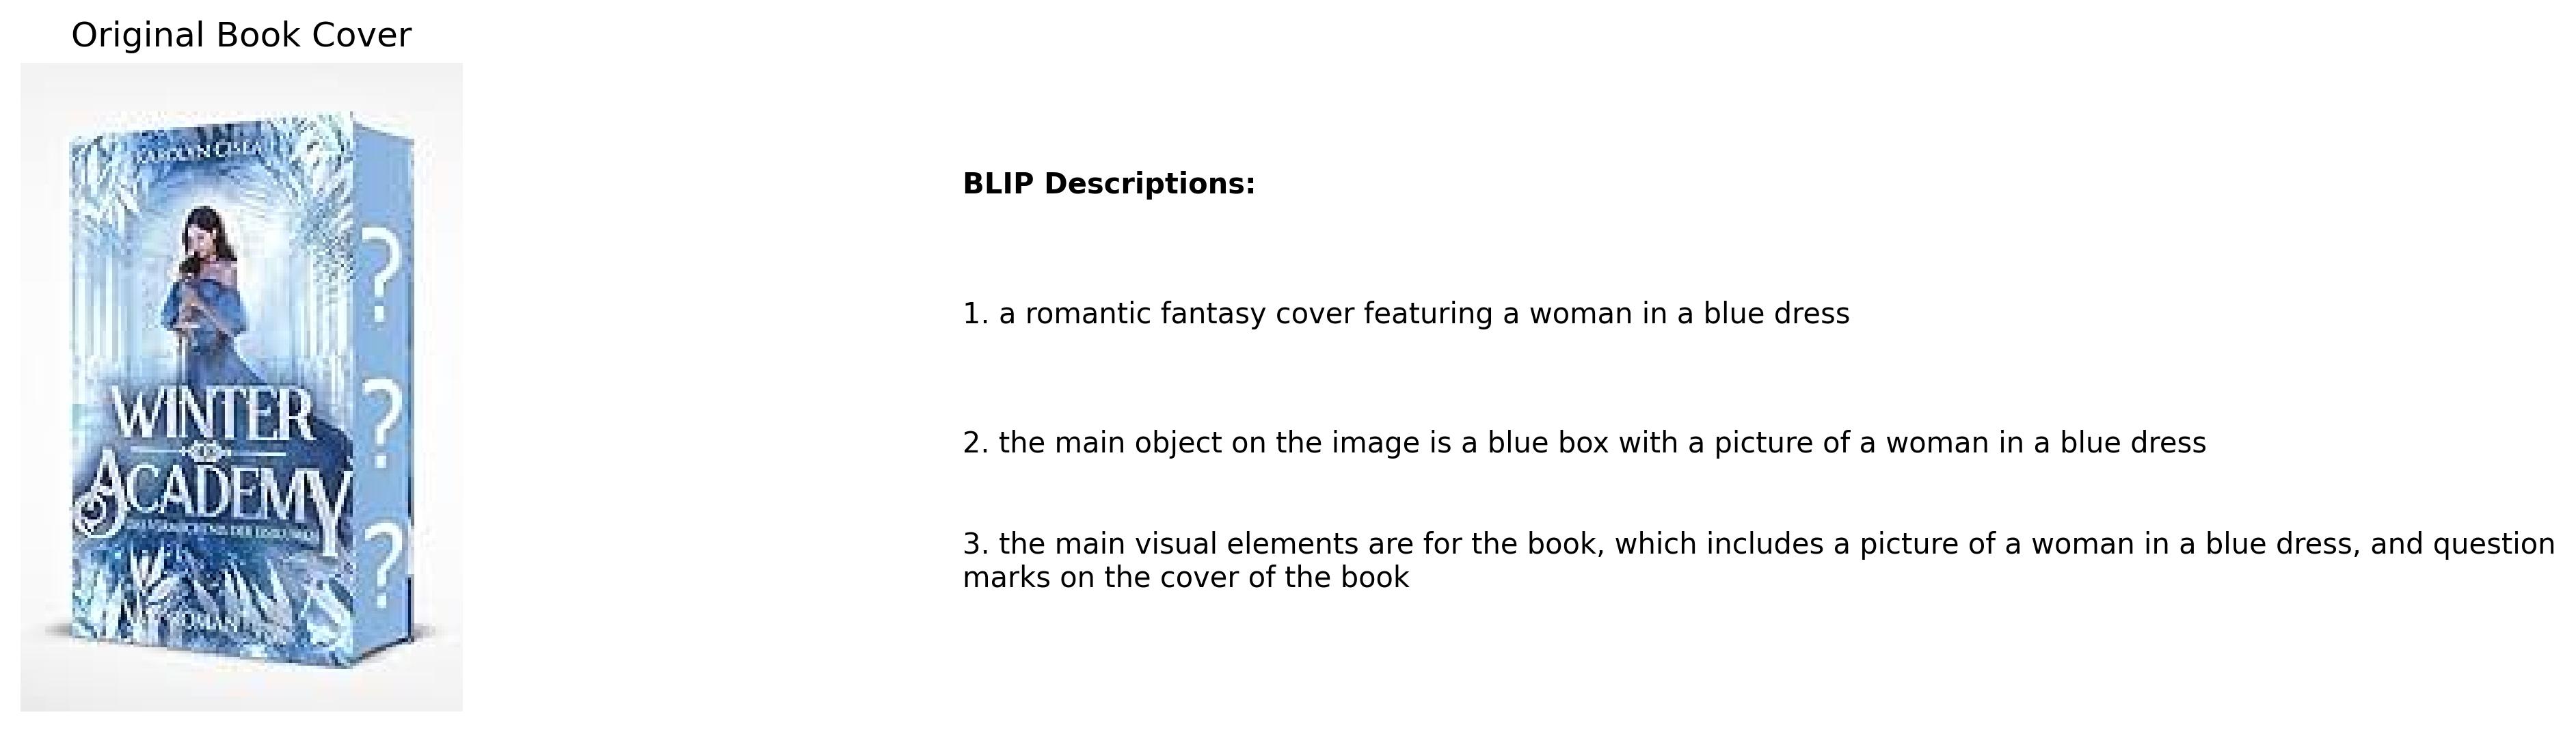 Original Book Cover
WINTER
ACADEMY
ROMAN
?
?
?
BLIP Descriptions:
1. a romantic fantasy cover featuring a woman in a blue dress
2. the main object on the image is a blue box with a picture of a woman in a blue dress
3. the main visual elements are for the book, which includes a picture of a woman in a blue dress, and question
marks on the cover of the book